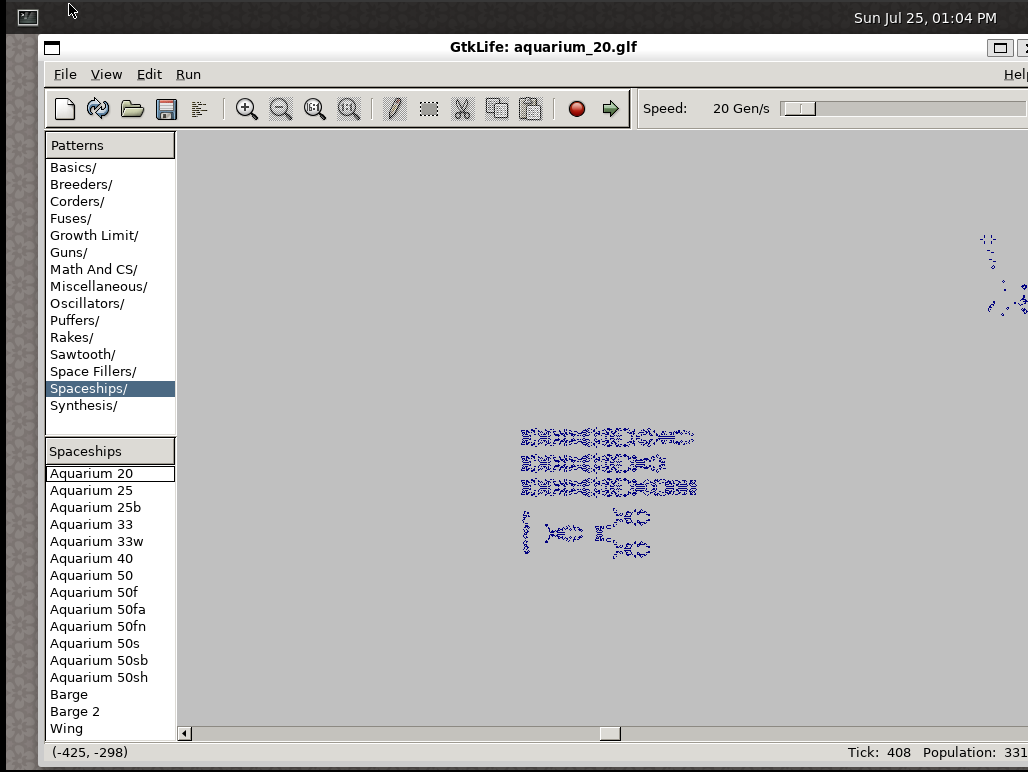 Sun Jul 25, 01:04 PM
GtkLife: aquarium_20.glf
File View Edit Run
Speed: 20 Gen/s
Patterns
Basics/
Breeders/
Corders/
Fuses/
Growth Limit/
Guns/
Math And CS/
Miscellaneous/
Oscillators/
Puffers/
Rakes/
Sawtooth/
Space Fillers/
Spaceships/
Synthesis/
Spaceships
Aquarium 20
Aquarium 25
Aquarium 25b
Aquarium 33
Aquarium 33w
Aquarium 40
Aquarium 50
Aquarium 50f
Aquarium 50fa
Aquarium 50fn
Aquarium 50s
Aquarium 50sb
Aquarium 50sh
Barge
Barge 2
Wing
(-425, -298)
Tick: 408 Population: 331